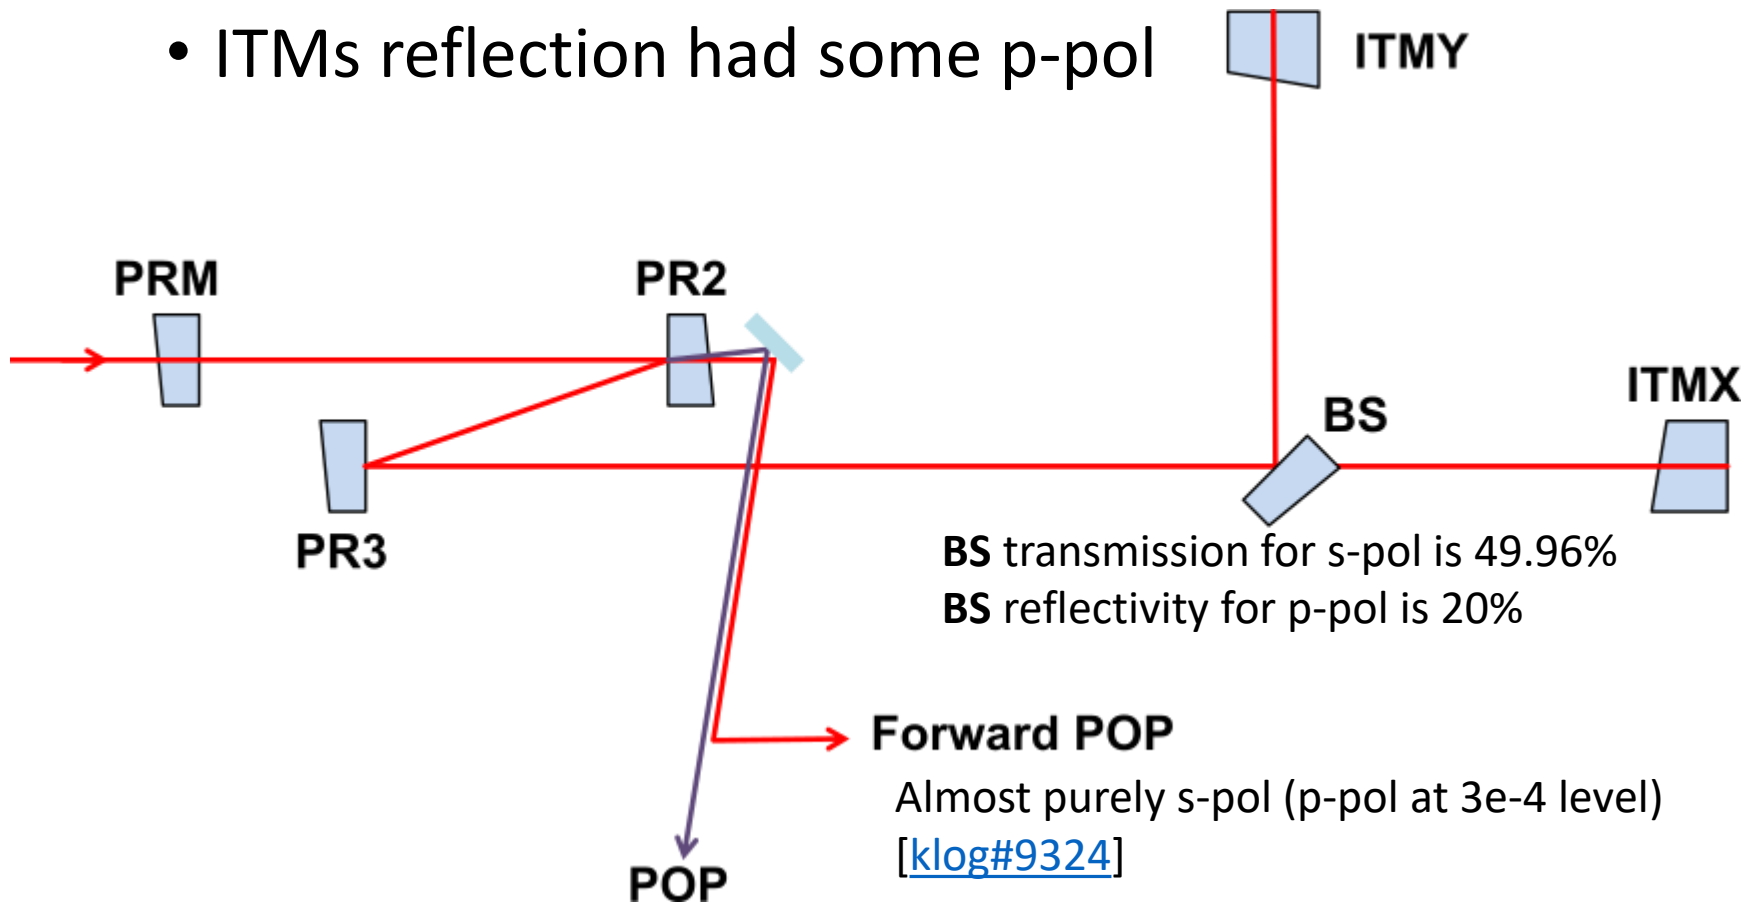 • ITMs reflection had some p-pol
ITMY
PRM
PR2
ITMX
BS
PR3
BS transmission for s-pol is 49.96%
BS reflectivity for p-pol is 20%
Forward POP
Almost purely s-pol (p-pol at 3e-4 level)
[klog#9324]
POP